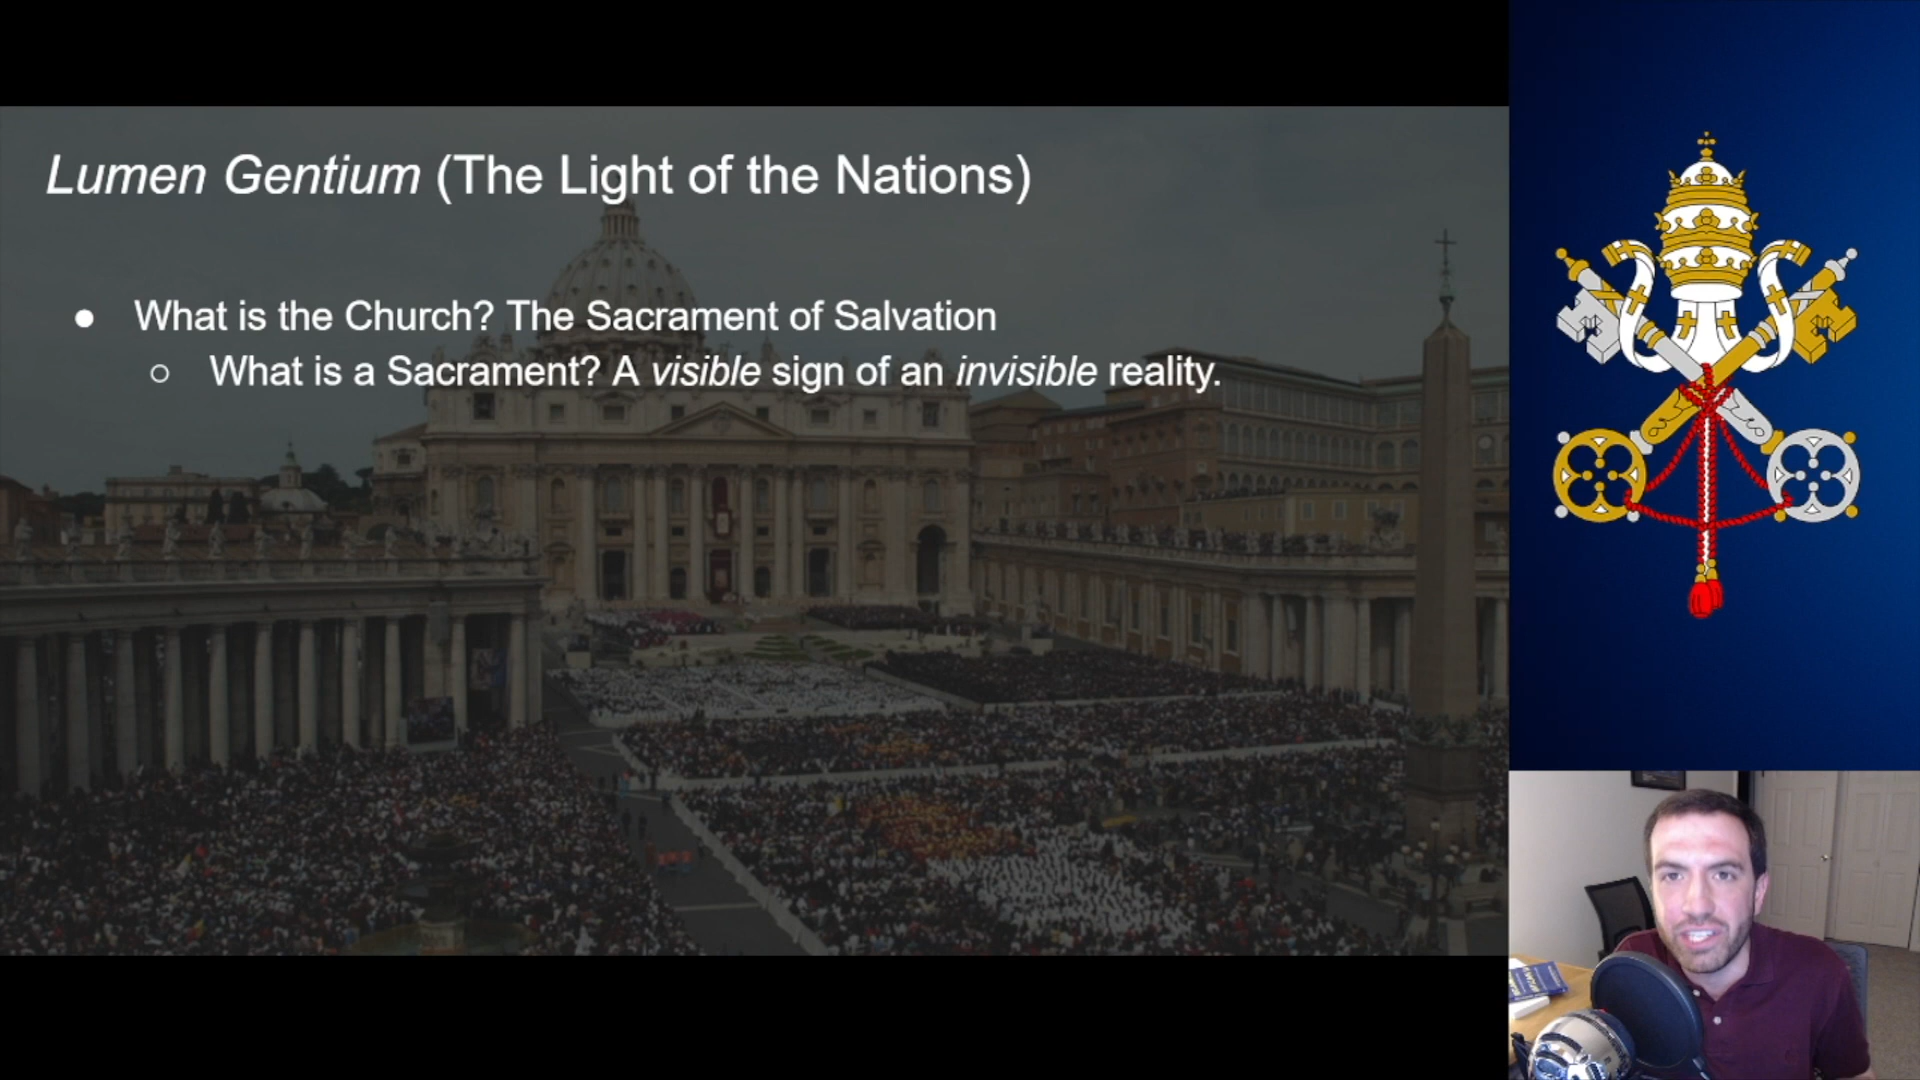 Lumen Gentium (The Light of the Nations)
● What is the Church? The Sacrament of Salvation
○ What is a Sacrament? A visible sign of an invisible reality.